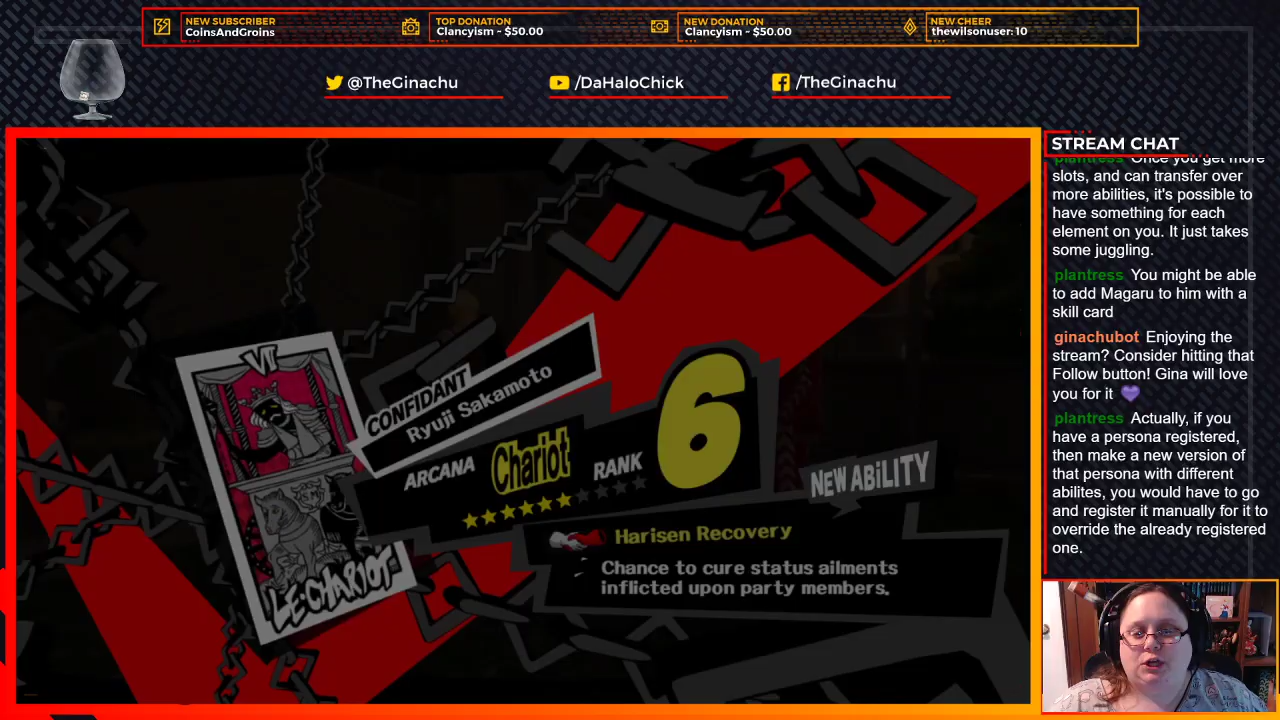 NEW SUBSCRIBER
CoinsAndGroins
TOP DONATION
Clancyism - $50.00
NEW DONATION
Clancyism - $50.00
NEW CHEER
thewilsonuser: 10
@TheGinachu
/DaHaloChick
/TheGinachu
STREAM CHAT
plantress Once you get more
slots, and can transfer over
more abilities, it's possible to
have something for each
element on you. It just takes
some juggling.
plantress You might be able
to add Magaru to him with a
skill card
ginachubot Enjoying the
stream? Consider hitting that
Follow button! Gina will love
you for it
plantress Actually, if you
have a persona registered,
then make a new version of
that persona with different
abilites, you would have to go
and register it manually for it to
override the already registered
one.
VII
LE·CHARIOT
CONFIDANT
Ryuji Sakamoto
ARCANA Chariot RANK 6
NEW ABILITY
Harisen Recovery
Chance to cure status ailments
inflicted upon party members.